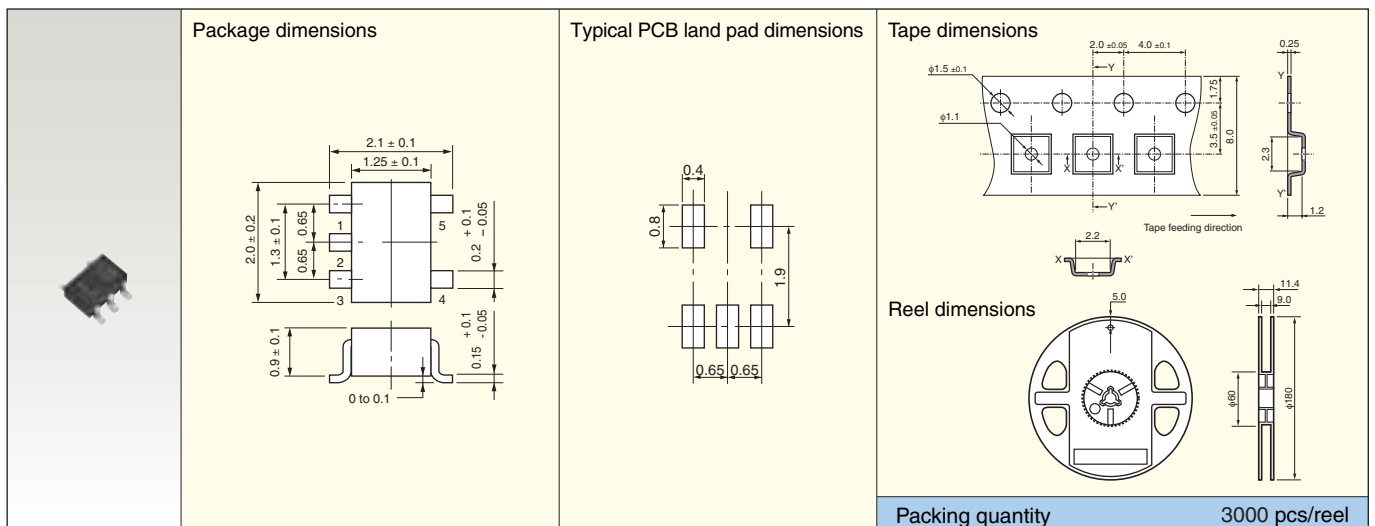 Package dimensions
2.1 ± 0.1
1.25 ± 0.1
2.0 ± 0.2
1.3 ± 0.1
0.65
0.65
1
2
3
4
5
0.2 + 0.1 - 0.05
0.9 ± 0.1
0.15 + 0.1 - 0.05
0 to 0.1
Typical PCB land pad dimensions
0.4
0.8
1.9
0.65
0.65
Tape dimensions
2.0 ±0.05
4.0 ±0.1
0.25
φ1.5 ±0.1
φ1.1
Y
Y
1.75
3.5 ±0.05
8.0
2.3
X
X'
Y'
Y'
1.2
Tape feeding direction
2.2
X
X'
Reel dimensions
5.0
11.4
9.0
φ60
φ180
Packing quantity
3000 pcs/reel